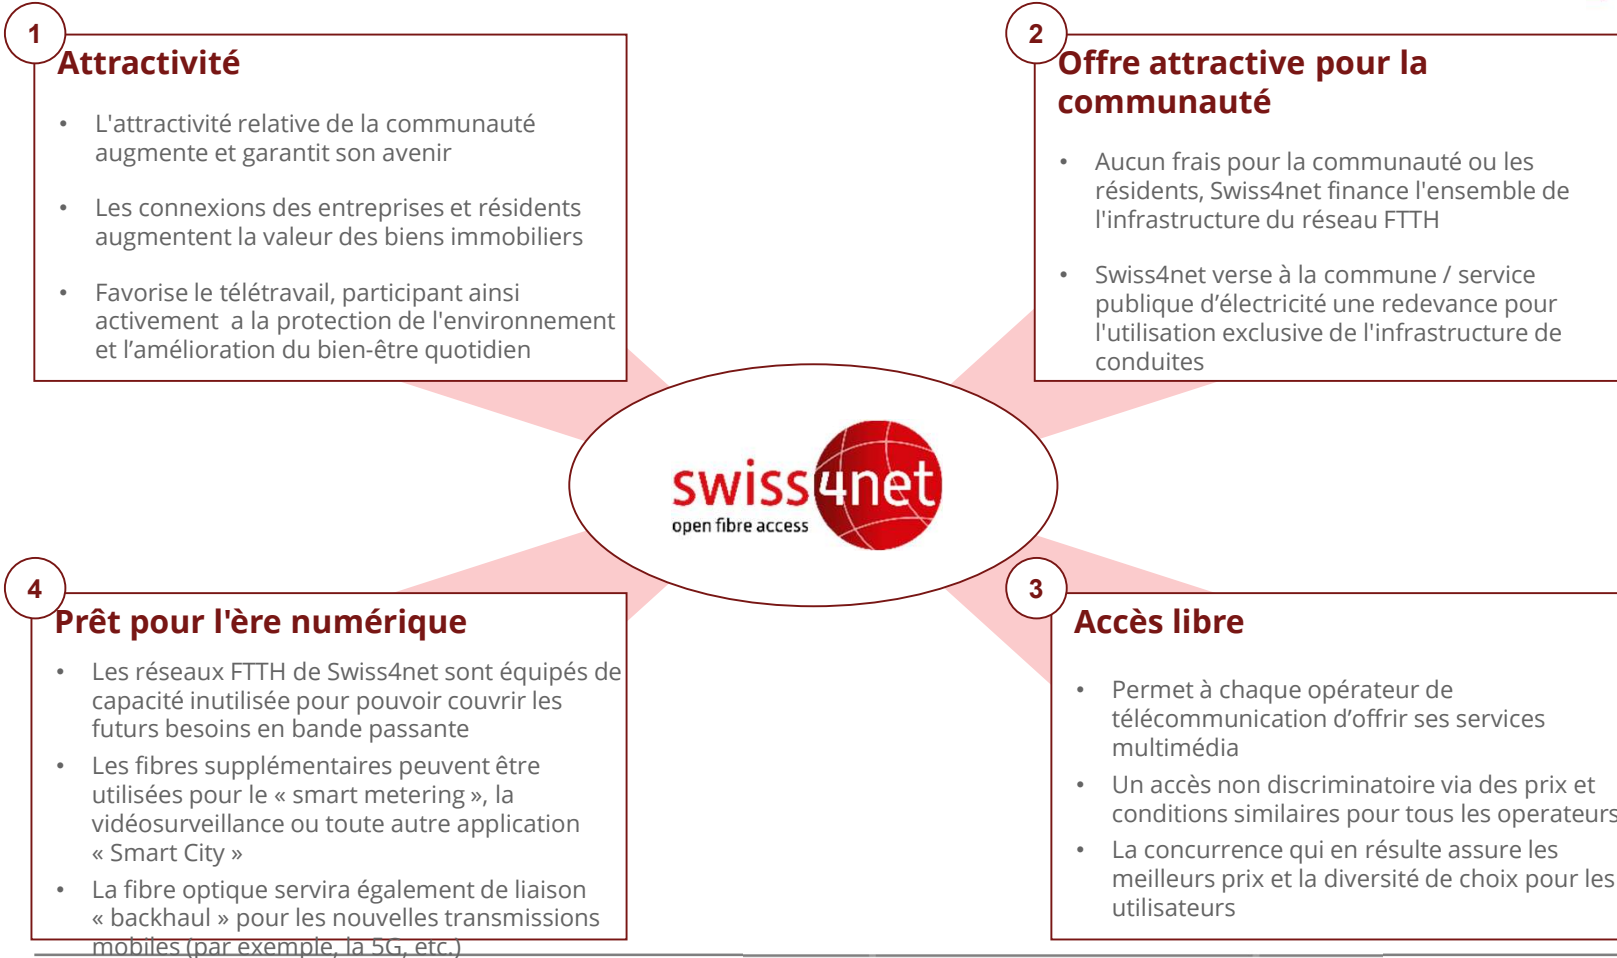 1
Attractivité
• L'attractivité relative de la communauté
augmente et garantit son avenir
• Les connexions des entreprises et résidents
augmentent la valeur des biens immobiliers
• Favorise le télétravail, participant ainsi
activement a la protection de l'environnement
et l’amélioration du bien-être quotidien
2
Offre attractive pour la
communauté
• Aucun frais pour la communauté ou les
résidents, Swiss4net finance l'ensemble de
l'infrastructure du réseau FTTH
• Swiss4net verse à la commune / service
publique d’électricité une redevance pour
l'utilisation exclusive de l'infrastructure de
conduites
swiss4net
open fibre access
4
Prêt pour l'ère numérique
• Les réseaux FTTH de Swiss4net sont équipés de
capacité inutilisée pour pouvoir couvrir les
futurs besoins en bande passante
• Les fibres supplémentaires peuvent être
utilisées pour le « smart metering », la
vidéosurveillance ou toute autre application
« Smart City »
• La fibre optique servira également de liaison
« backhaul » pour les nouvelles transmissions
mobiles (par exemple, la 5G, etc.)
3
Accès libre
• Permet à chaque opérateur de
télécommunication d’offrir ses services
multimédia
• Un accès non discriminatoire via des prix et
conditions similaires pour tous les operateurs
• La concurrence qui en résulte assure les
meilleurs prix et la diversité de choix pour les
utilisateurs